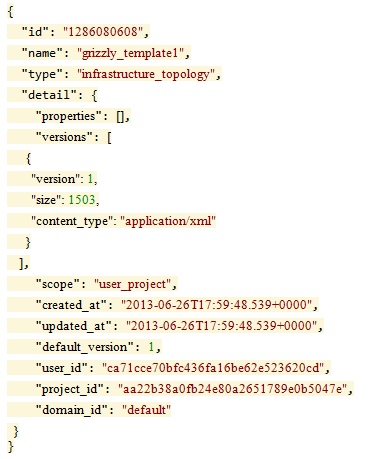 {
"id": "1286080608",
"name": "grizzly_template1",
"type": "infrastructure_topology",
"detail": {
"properties": [],
"versions": [
{
"version": 1,
"size": 1503,
"content_type": "application/xml"
}
],
"scope": "user_project",
"created_at": "2013-06-26T17:59:48.539+0000",
"updated_at": "2013-06-26T17:59:48.539+0000",
"default_version": 1,
"user_id": "ca71cce70bfc436fa16be62e523620cd",
"project_id": "aa22b38a0fb24e80a2651789e0b5047e",
"domain_id": "default"
}
}